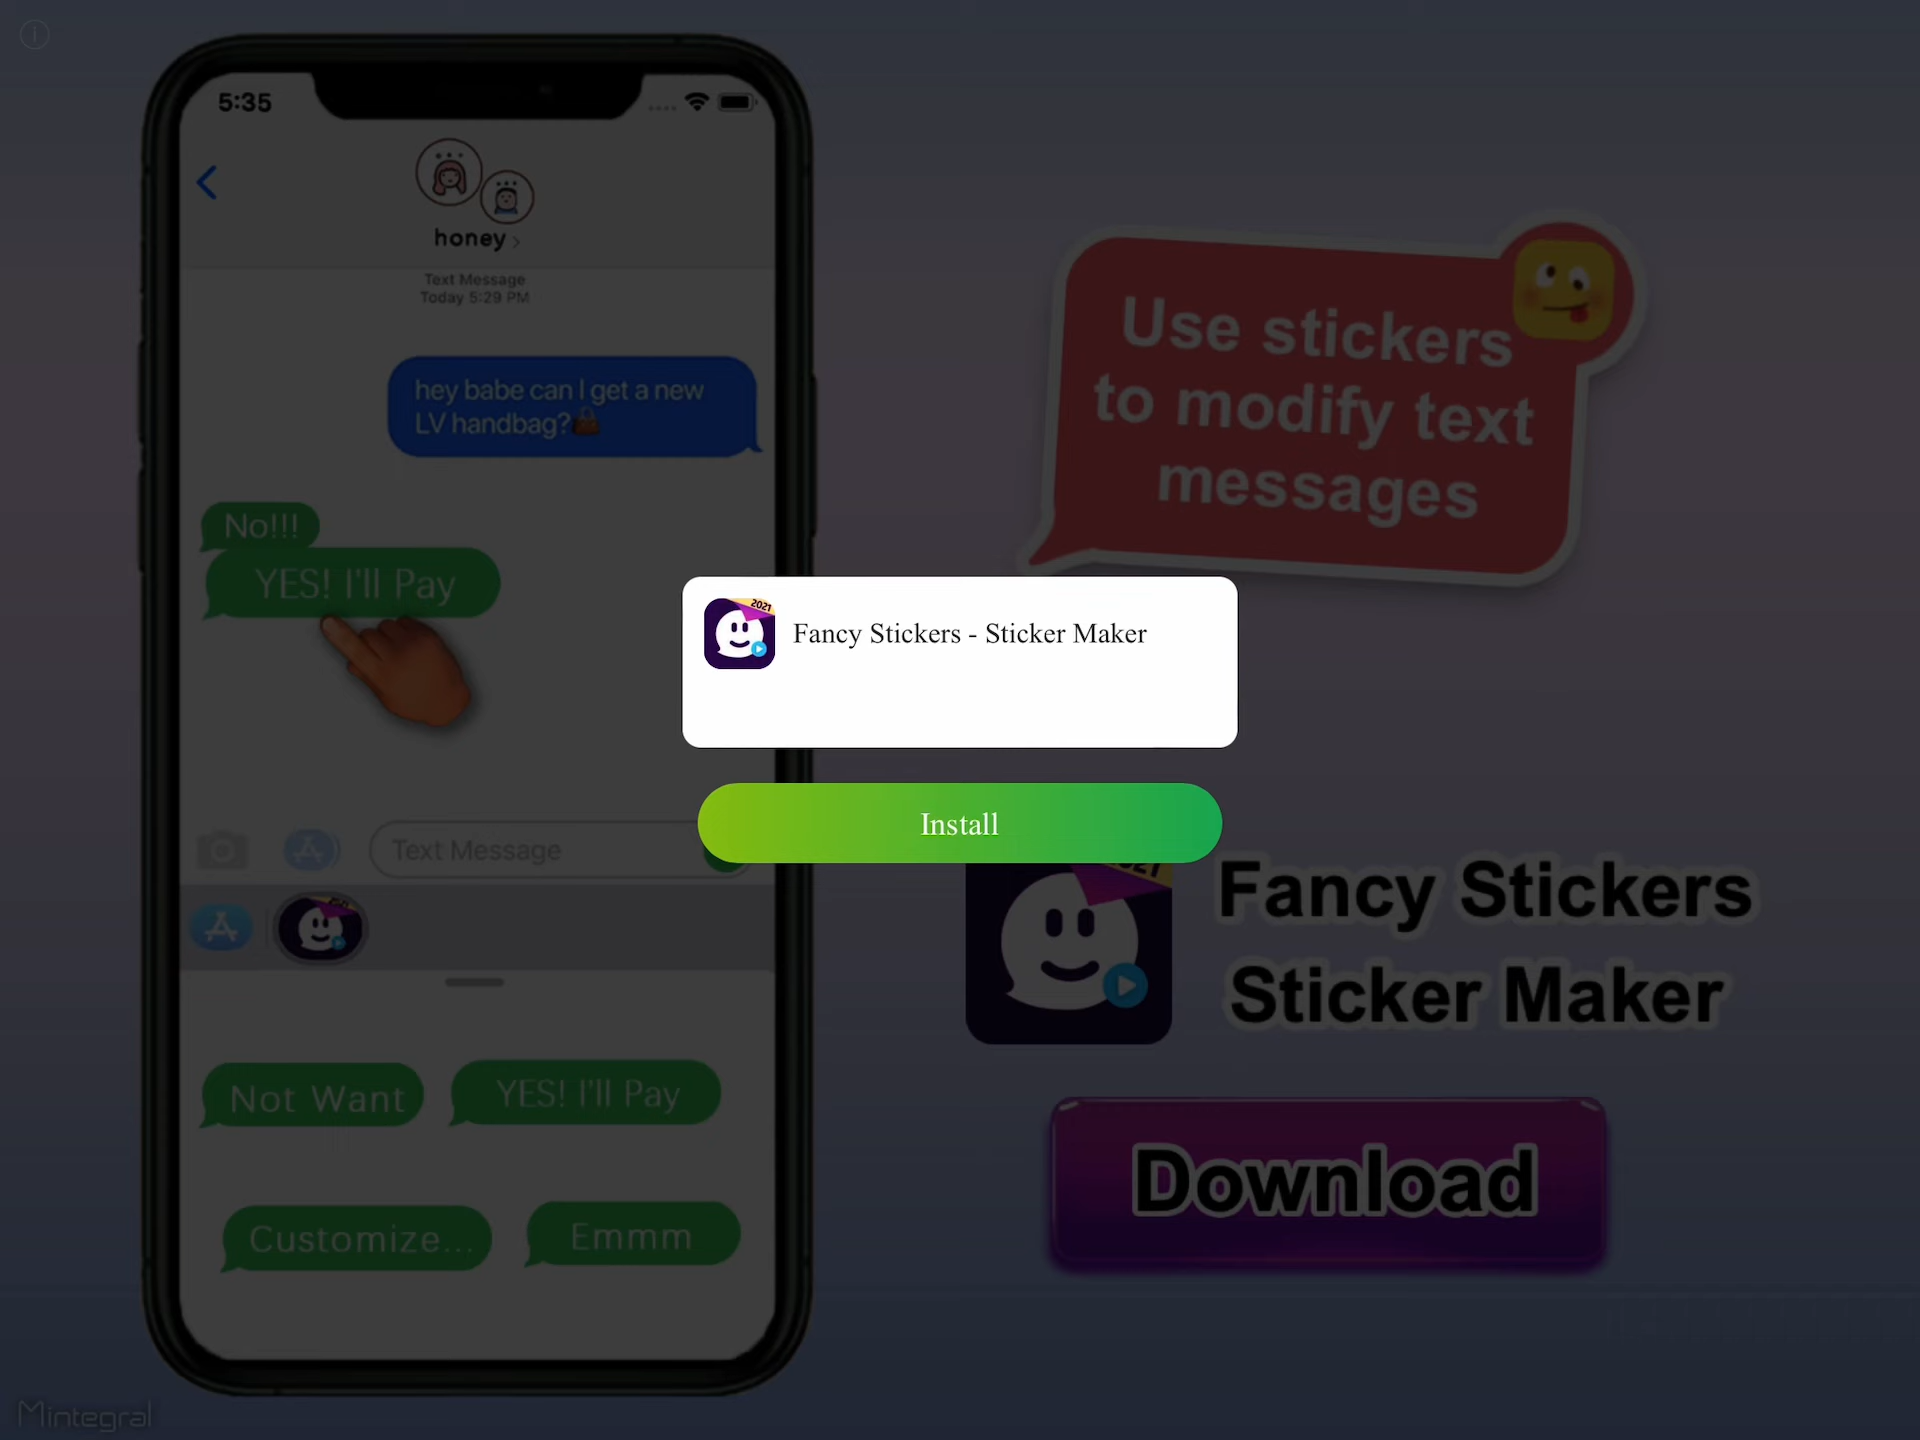 5:35
honey
Text Message
Today 5:29 PM
hey babe can I get a new
LV handbag?
No!!!
YES! I'll Pay
Text Message
Not Want
YES! I'll Pay
Customize...
Emmm
Use stickers
to modify text
messages
2021
Fancy Stickers - Sticker Maker
Install
2021
Fancy Stickers
Sticker Maker
Download
Mintegral